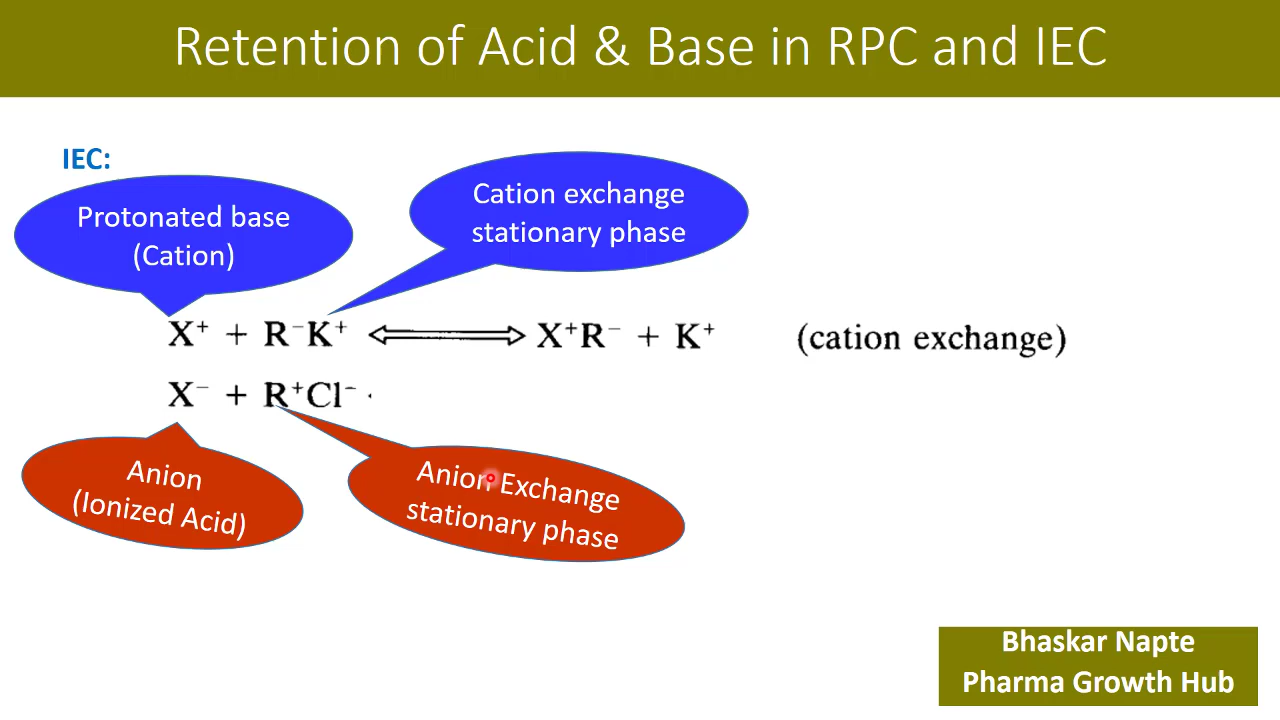 Retention of Acid & Base in RPC and IEC
IEC:
Protonated base
(Cation)
Cation exchange
stationary phase
X⁺ + R⁻K⁺ ⟺ X⁺R⁻ + K⁺ (cation exchange)
X⁻ + R⁺Cl⁻
Anion
(Ionized Acid)
Anion Exchange
stationary phase
Bhaskar Napte
Pharma Growth Hub